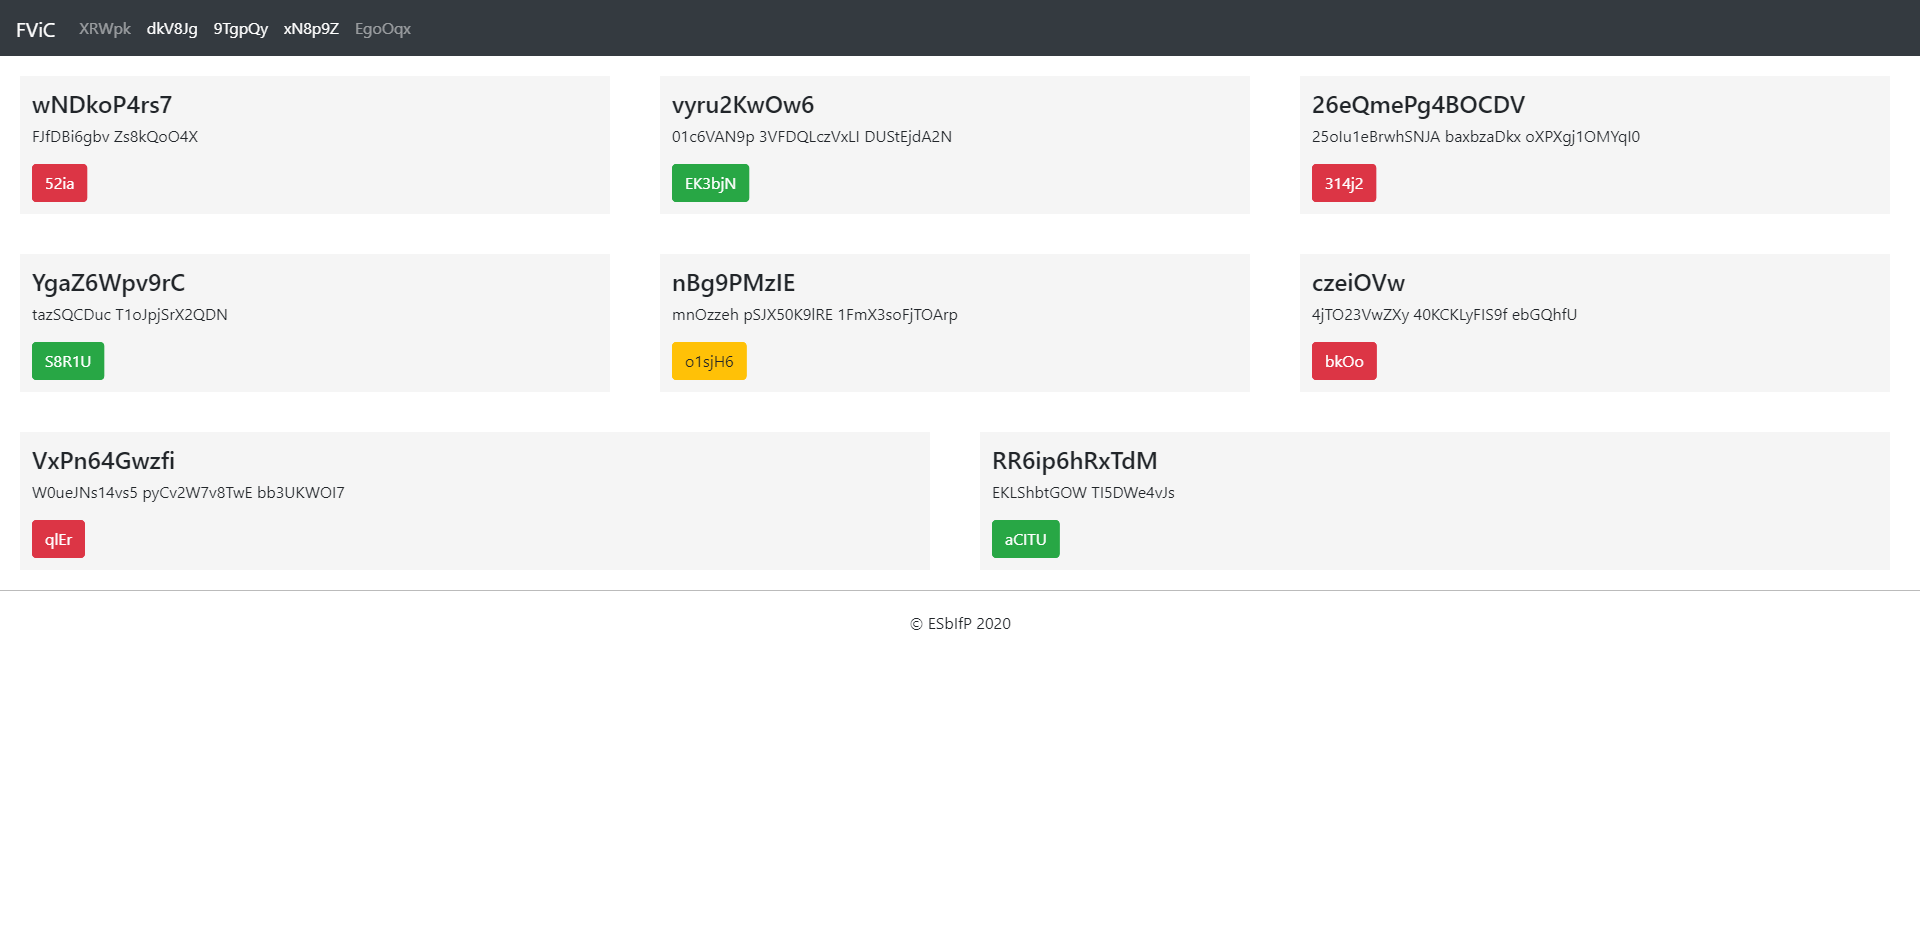 FViC XRWpk dkV8Jg 9TgpQy xN8p9Z EgoOqx
wNDkoP4rs7
FJfDBi6gbv Zs8kQoO4X
52ia
vyru2KwOw6
01c6VAN9p 3VFDQLczVxLI DUStEjdA2N
EK3bjN
26eQmePg4BOCDV
25oIu1eBrwhSNJA baxbzaDkx oXPXgj1OMYqI0
314j2
YgaZ6Wpv9rC
tazSQCDuc T1oJpjSrX2QDN
S8R1U
nBg9PMzIE
mnOzzeh pSJX50K9lRE 1FmX3soFjTOArp
o1sjH6
czeiOVw
4jTO23VwZXy 40KCKLyFIS9f ebGQhfU
bkOo
VxPn64Gwzfi
W0ueJNs14vs5 pyCv2W7v8TwE bb3UKWOI7
qlEr
RR6ip6hRxTdM
EKLShbtGOW TI5DWe4vJs
aCITU
© ESbIfP 2020